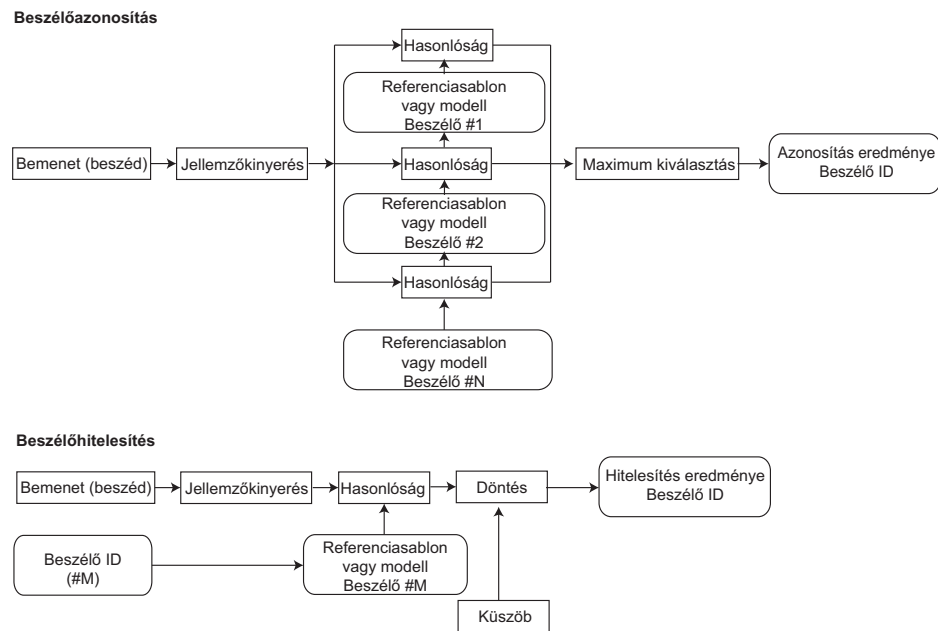 Beszélőazonosítás
Hasonlóság
Referenciasablon
vagy modell
Beszélő #1
Bemenet (beszéd)
Jellemzőkinyerés
Hasonlóság
Maximum kiválasztás
Azonosítás eredménye
Beszélő ID
Referenciasablon
vagy modell
Beszélő #2
Hasonlóság
Referenciasablon
vagy modell
Beszélő #N
Beszélőhitelesítés
Bemenet (beszéd)
Jellemzőkinyerés
Hasonlóság
Döntés
Hitelesítés eredménye
Beszélő ID
Beszélő ID
(#M)
Referenciasablon
vagy modell
Beszélő #M
Küszöb